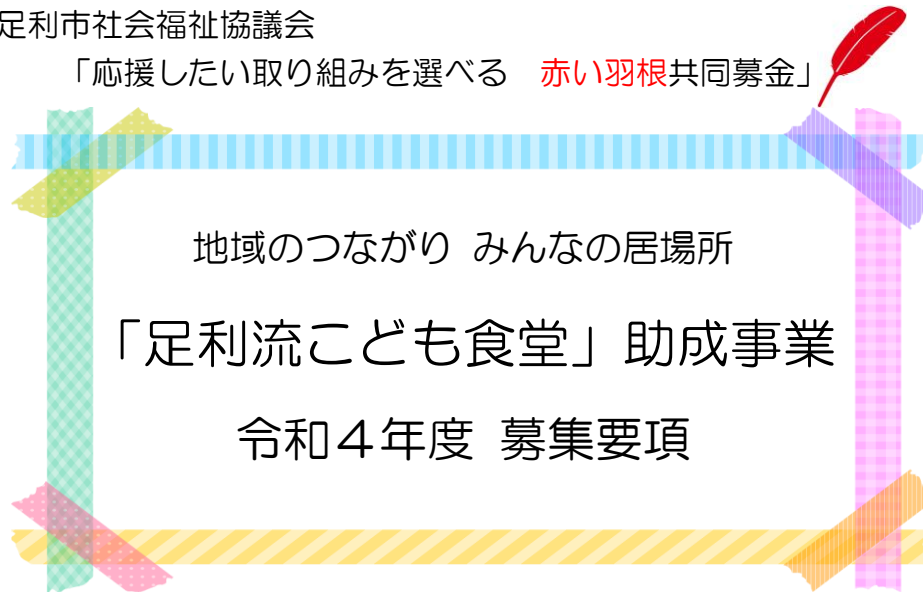 足利市社会福祉協議会
「応援したい取り組みを選べる　赤い羽根共同募金」
地域のつながり みんなの居場所
「足利流こども食堂」助成事業
令和４年度 募集要項